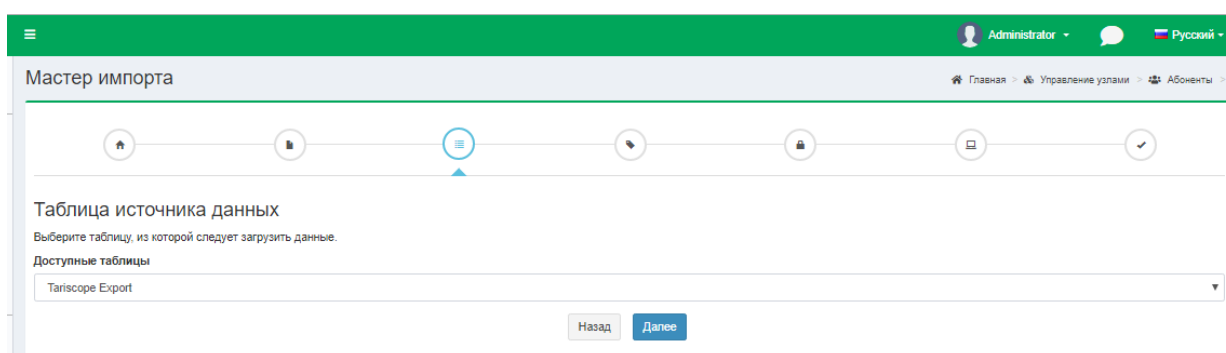 Administrator
Русский
Мастер импорта
Главная > Управление узлами > Абоненты >
Таблица источника данных
Выберите таблицу, из которой следует загрузить данные.
Доступные таблицы
Tariscope Export
Назад Далее